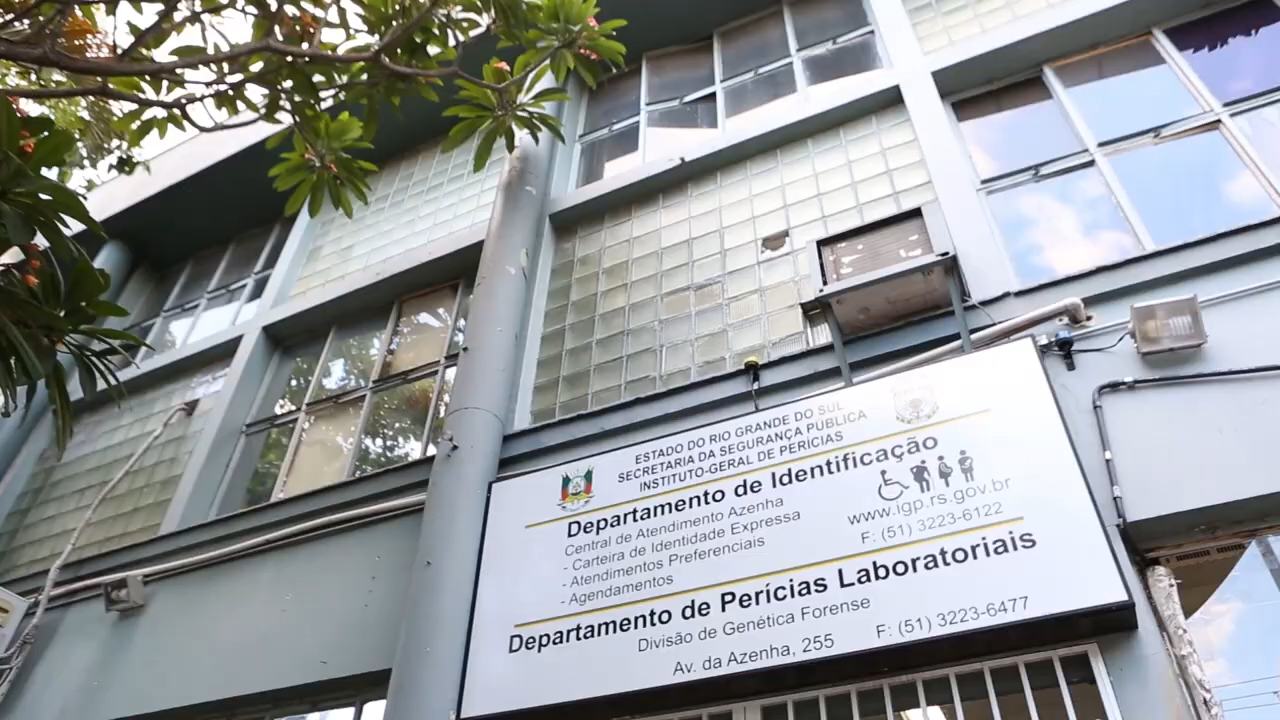 ESTADO DO RIO GRANDE DO SUL
SECRETARIA DA SEGURANÇA PÚBLICA
INSTITUTO-GERAL DE PERÍCIAS
Departamento de Identificação
Central de Atendimento Azenha
- Carteira de Identidade Expressa
- Atendimentos Preferenciais
- Agendamentos
www.igp.rs.gov.br
F: (51) 3223-6122
Departamento de Perícias Laboratoriais
Divisão de Genética Forense
Av. da Azenha, 255 F: (51) 3223-6477